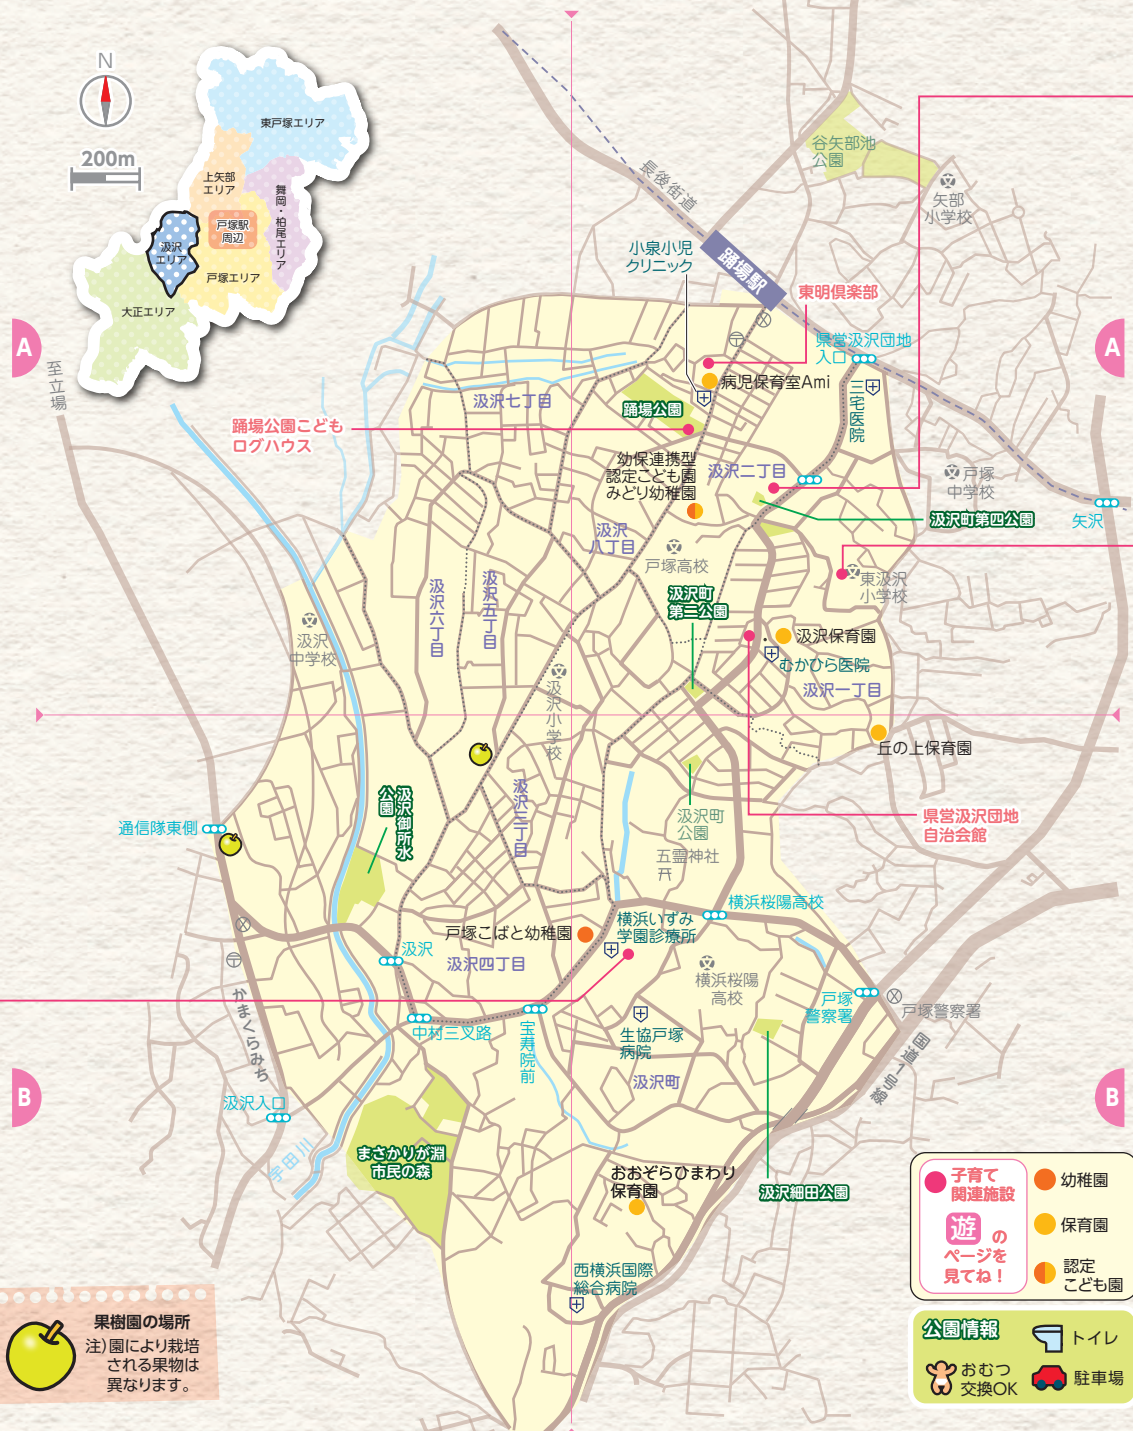 N
200m
東戸塚エリア
上矢部
エリア
舞岡・柏尾エリア
戸塚駅
周辺
汲沢
エリア
戸塚エリア
大正エリア
A
A
至立場
長後街道
谷矢部池
公園
矢部
小学校
小泉小児
クリニック
踊場駅
東明倶楽部
県営汲沢団地
入口
三宅医院
病児保育室Ami
汲沢七丁目
踊場公園
踊場公園こども
ログハウス
幼保連携型
認定こども園
みどり幼稚園
汲沢二丁目
戸塚
中学校
矢沢
汲沢町第四公園
汲沢
八丁目
戸塚高校
東汲沢
小学校
汲沢町
第二公園
汲沢六丁目
汲沢五丁目
汲沢
中学校
汲沢保育園
むかひら医院
汲沢一丁目
汲沢小学校
丘の上保育園
汲沢三丁目
汲沢御所水
公園
汲沢町
公園
県営汲沢団地
自治会館
通信隊東側
五霊神社
横浜桜陽高校
横浜いずみ
学園診療所
戸塚こばと幼稚園
汲沢
汲沢四丁目
横浜桜陽
高校
戸塚
警察署
戸塚警察署
かまくらみち
中村三叉路
宝寿院前
生協戸塚
病院
国道1号線
汲沢町
B
B
汲沢入口
宇田川
まさかりが淵
市民の森
おおぞらひまわり
保育園
汲沢細田公園
西横浜国際
総合病院
子育て
関連施設
遊の
ページを
見てね！
幼稚園
保育園
認定
こども園
果樹園の場所
注）園により栽培
される果物は
異なります。
公園情報
トイレ
おむつ
交換OK
駐車場